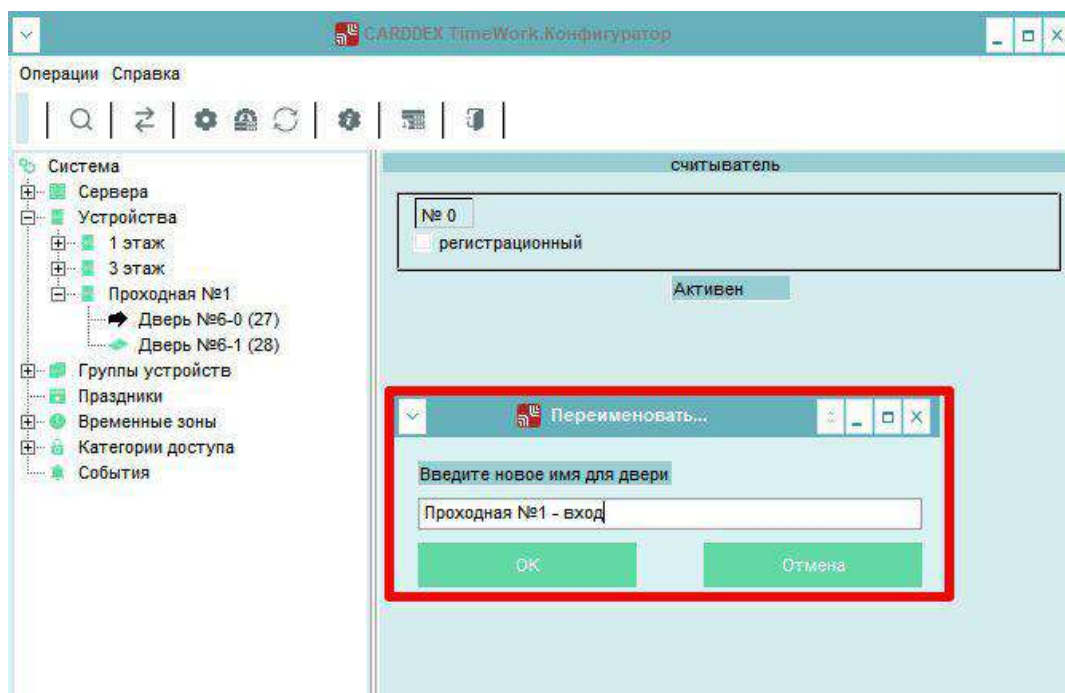 CARDDEX TimeWork.Конфигуратор
Операции Справка
Система
Сервера
Устройства
1 этаж
3 этаж
Проходная №1
Дверь №6-0 (27)
Дверь №6-1 (28)
Группы устройств
Праздники
Временные зоны
Категории доступа
События
считыватель
№ 0
регистрационный
Активен
Переименовать...
Введите новое имя для двери
Проходная №1 - вход
OK
Отмена